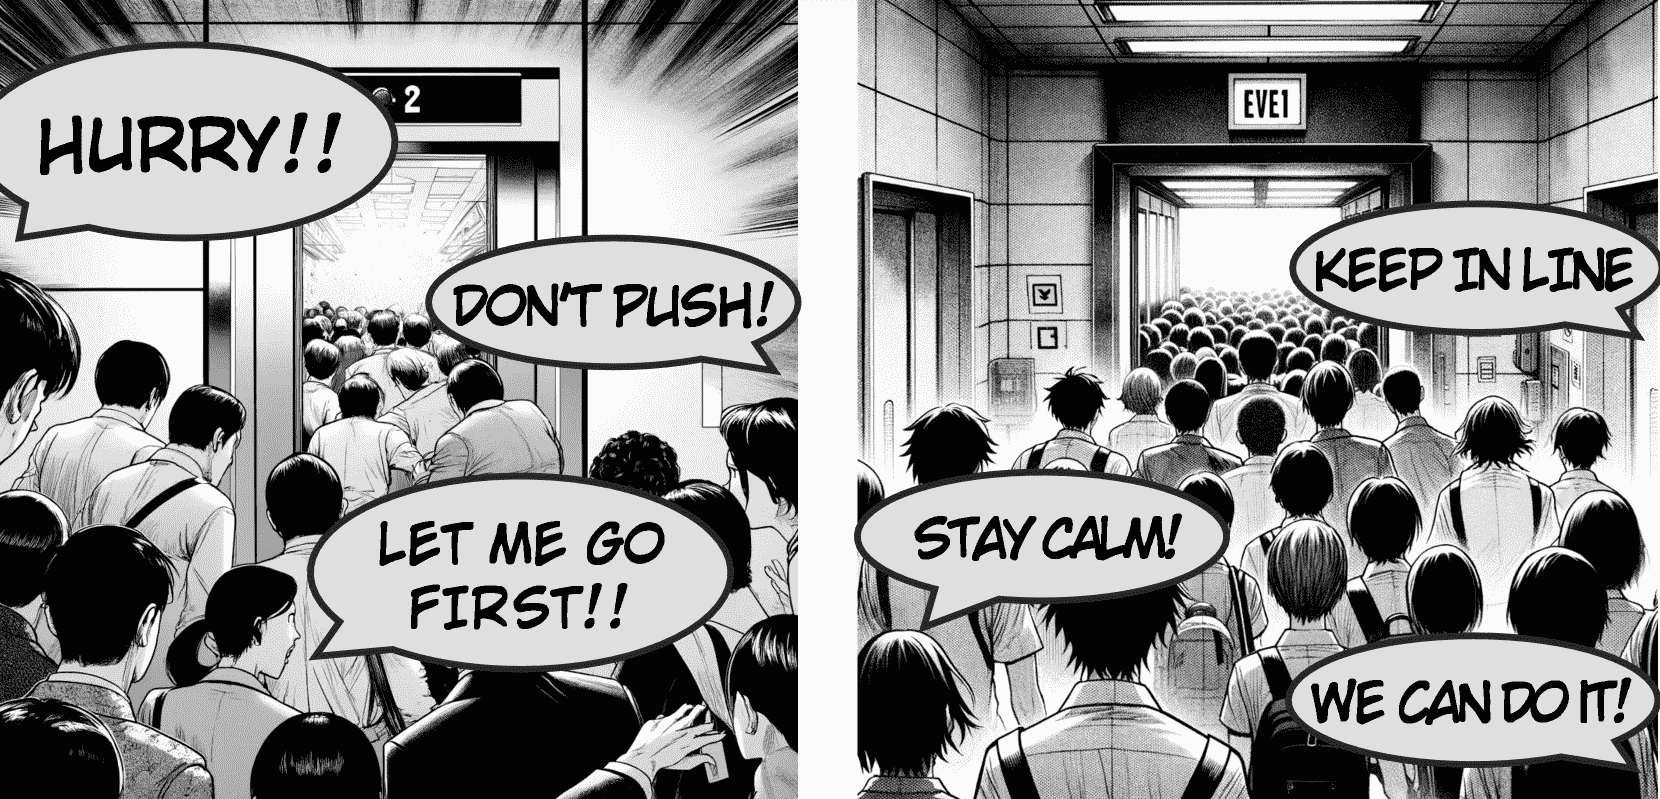 2
HURRY!!
DON'T PUSH!
LET ME GO
FIRST!!
EVE1
KEEP IN LINE
STAY CALM!
WE CAN DO IT!